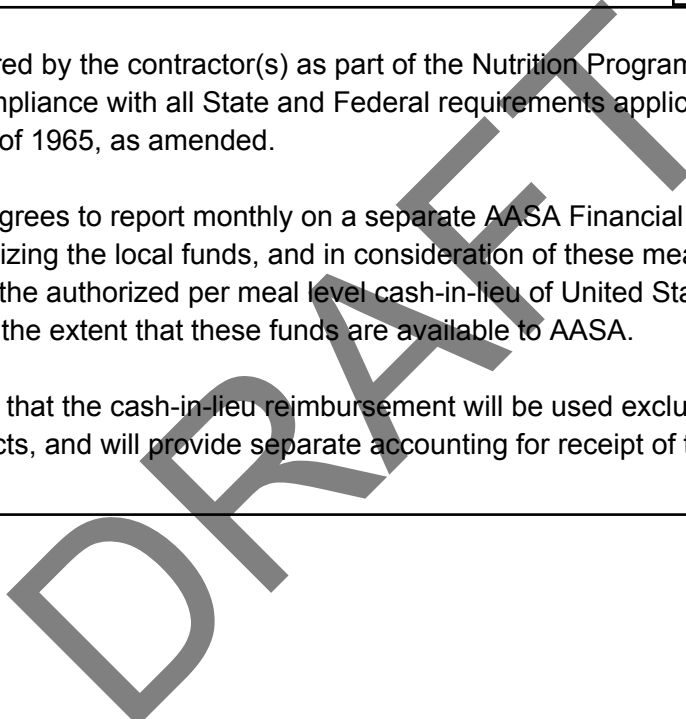 red by the contractor(s) as part of the Nutrition Program
mpliance with all State and Federal requirements applic
of 1965, as amended.
grees to report monthly on a separate AASA Financial
izing the local funds, and in consideration of these mea
the authorized per meal level cash-in-lieu of United Sta
the extent that these funds are available to AASA.
that the cash-in-lieu reimbursement will be used exclu
cts, and will provide separate accounting for receipt of t
DRAFT